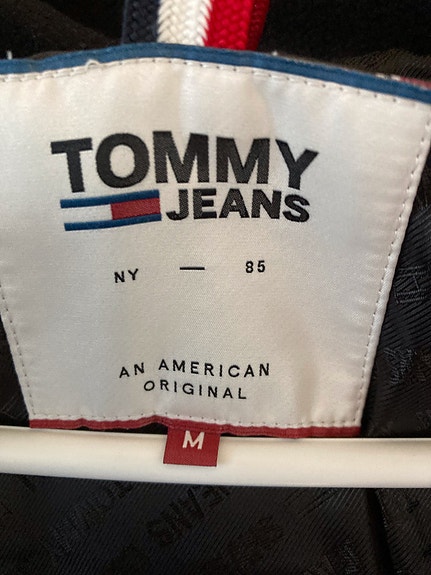 TOMMY
JEANS
NY — 85
AN AMERICAN
ORIGINAL
M